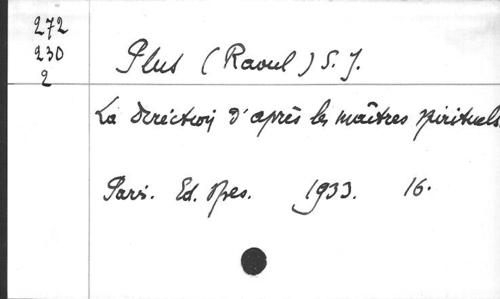 272
230
2
Plus (Raoul) S. J.
La direction d'après les maîtres spirituels
Paris. Ed. Spes. 1933. 16.